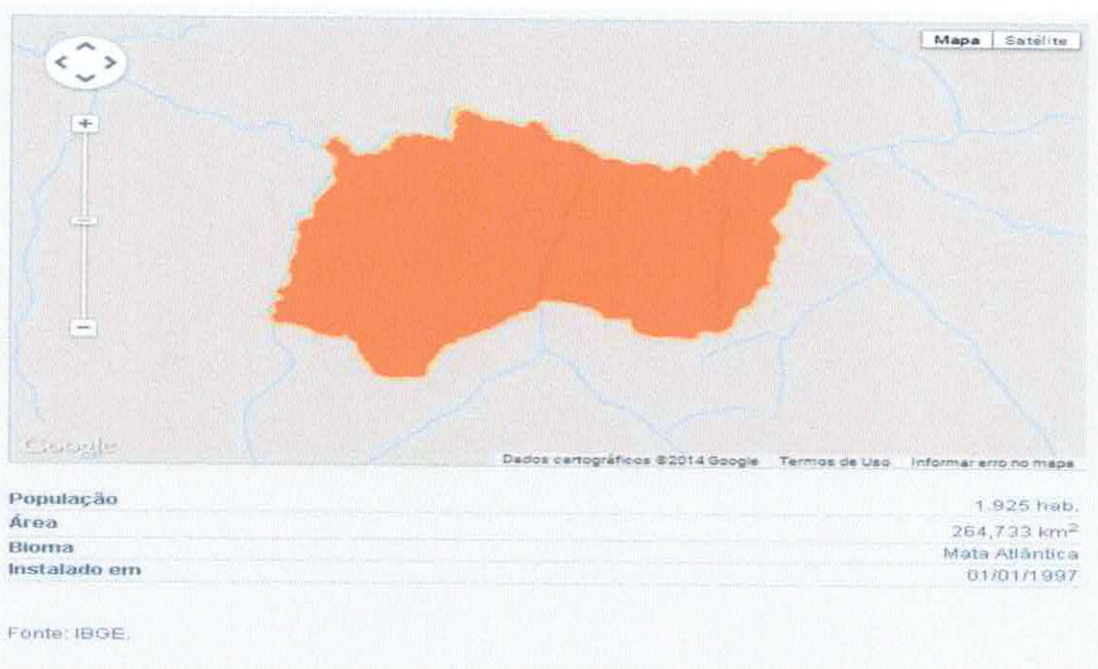 Mapa Satélite
+
−
Google
Dados cartográficos ©2014 Google Termos de Uso Informar erro no mapa
População 1.925 hab.
Área 264,733 km²
Bioma Mata Atlântica
Instalado em 01/01/1997
Fonte: IBGE.